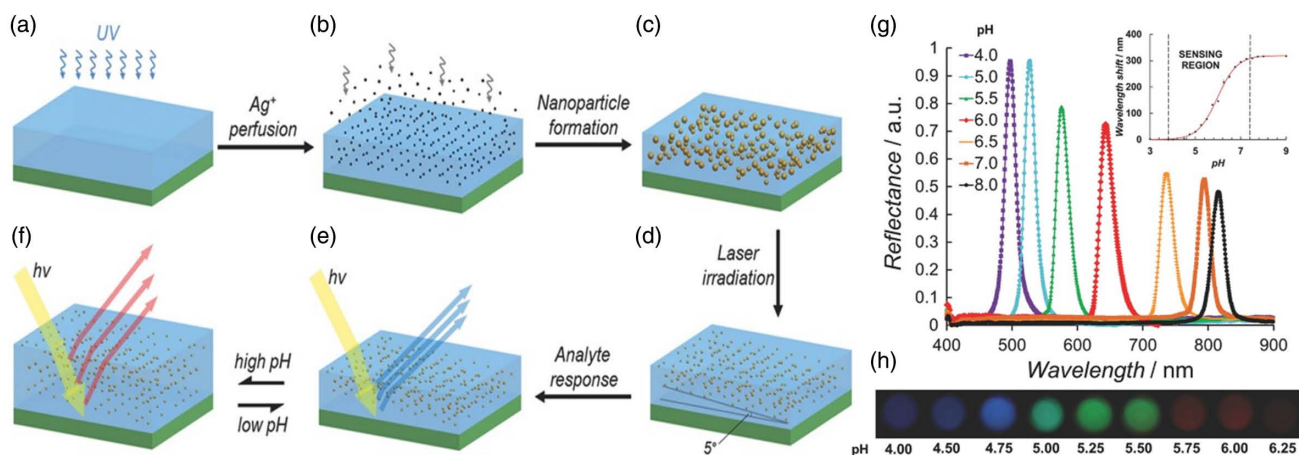 (a)
UV
Ag⁺
perfusion
(b)
Nanoparticle
formation
(c)
(f)
hv
high pH
low pH
(e)
hv
Analyte
response
(d)
Laser
irradiation
5°
(g)
pH
4.0
5.0
5.5
6.0
6.5
7.0
8.0
Reflectance / a.u.
1
0.9
0.8
0.7
0.6
0.5
0.4
0.3
0.2
0.1
0
400 500 600 700 800 900
Wavelength / nm
Wavelength shift / nm
400
300
200
100
0
SENSING
REGION
3 5 7 9
pH
(h)
pH 4.00 4.50 4.75 5.00 5.25 5.50 5.75 6.00 6.25